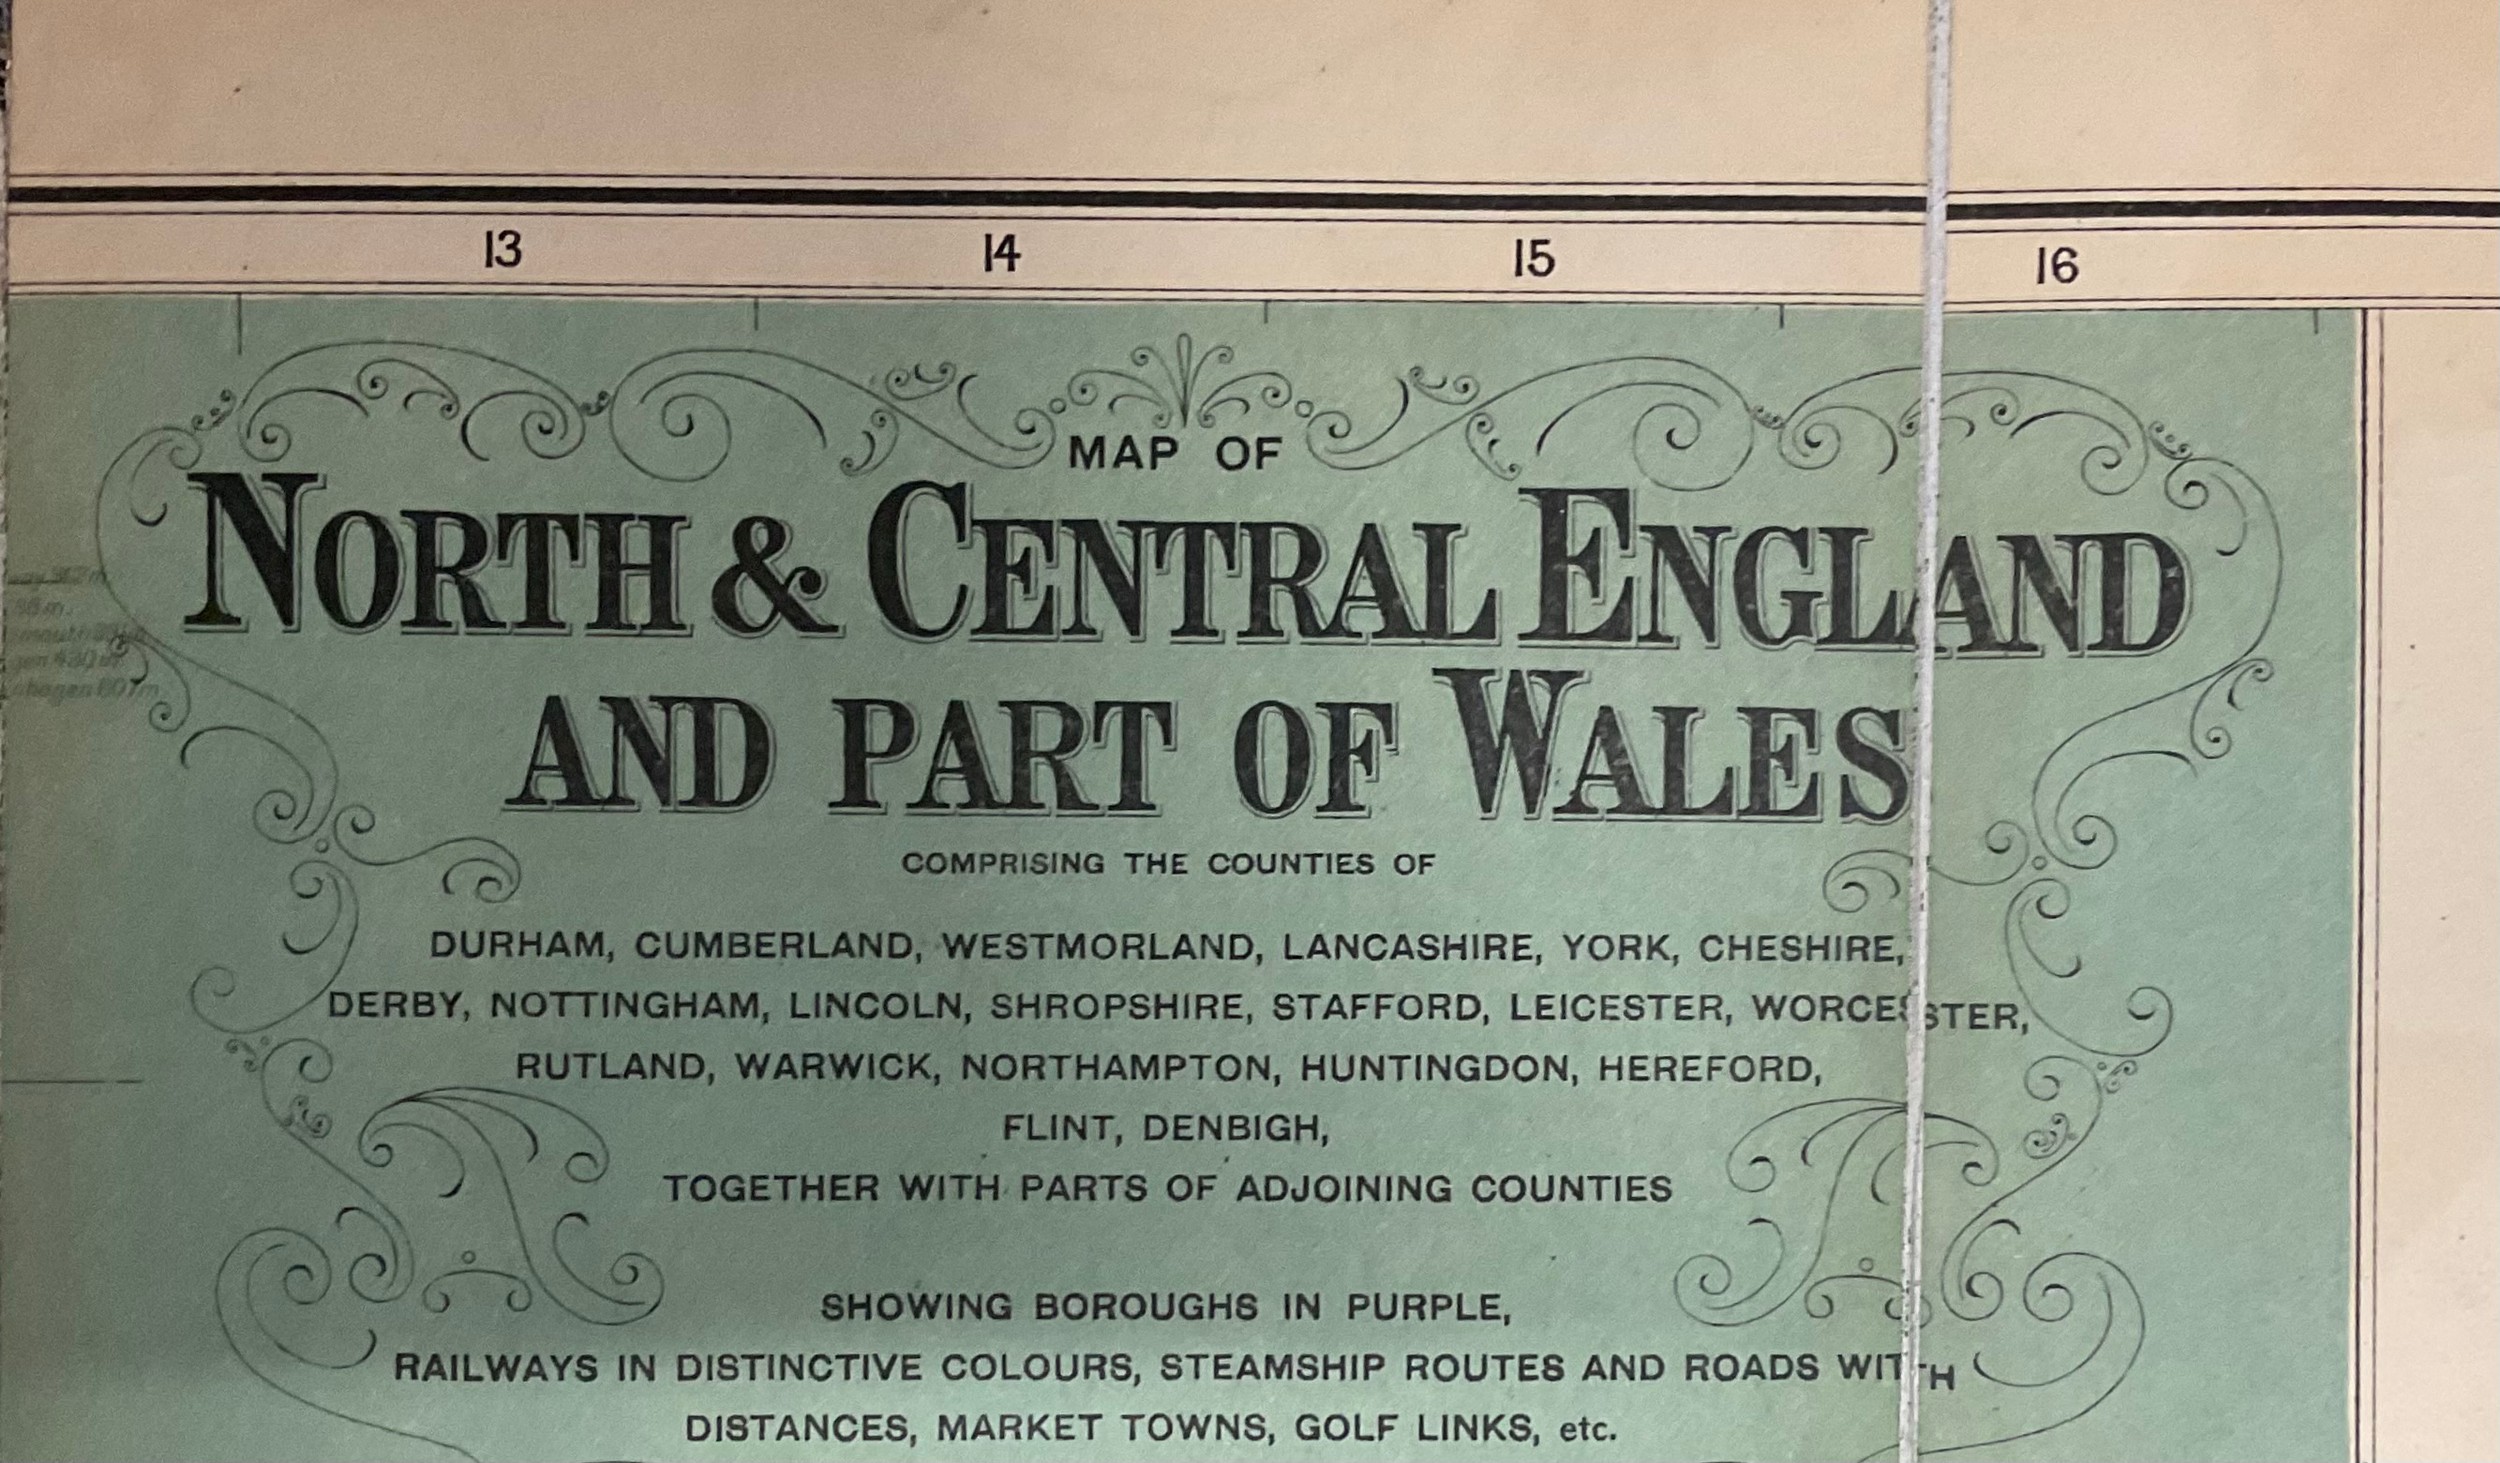 13 14 15 16
MAP OF
NORTH & CENTRAL ENGLAND
AND PART OF WALES
COMPRISING THE COUNTIES OF
DURHAM, CUMBERLAND, WESTMORLAND, LANCASHIRE, YORK, CHESHIRE,
DERBY, NOTTINGHAM, LINCOLN, SHROPSHIRE, STAFFORD, LEICESTER, WORCESTER,
RUTLAND, WARWICK, NORTHAMPTON, HUNTINGDON, HEREFORD,
FLINT, DENBIGH,
TOGETHER WITH PARTS OF ADJOINING COUNTIES
SHOWING BOROUGHS IN PURPLE,
RAILWAYS IN DISTINCTIVE COLOURS, STEAMSHIP ROUTES AND ROADS WITH
DISTANCES, MARKET TOWNS, GOLF LINKS, etc.